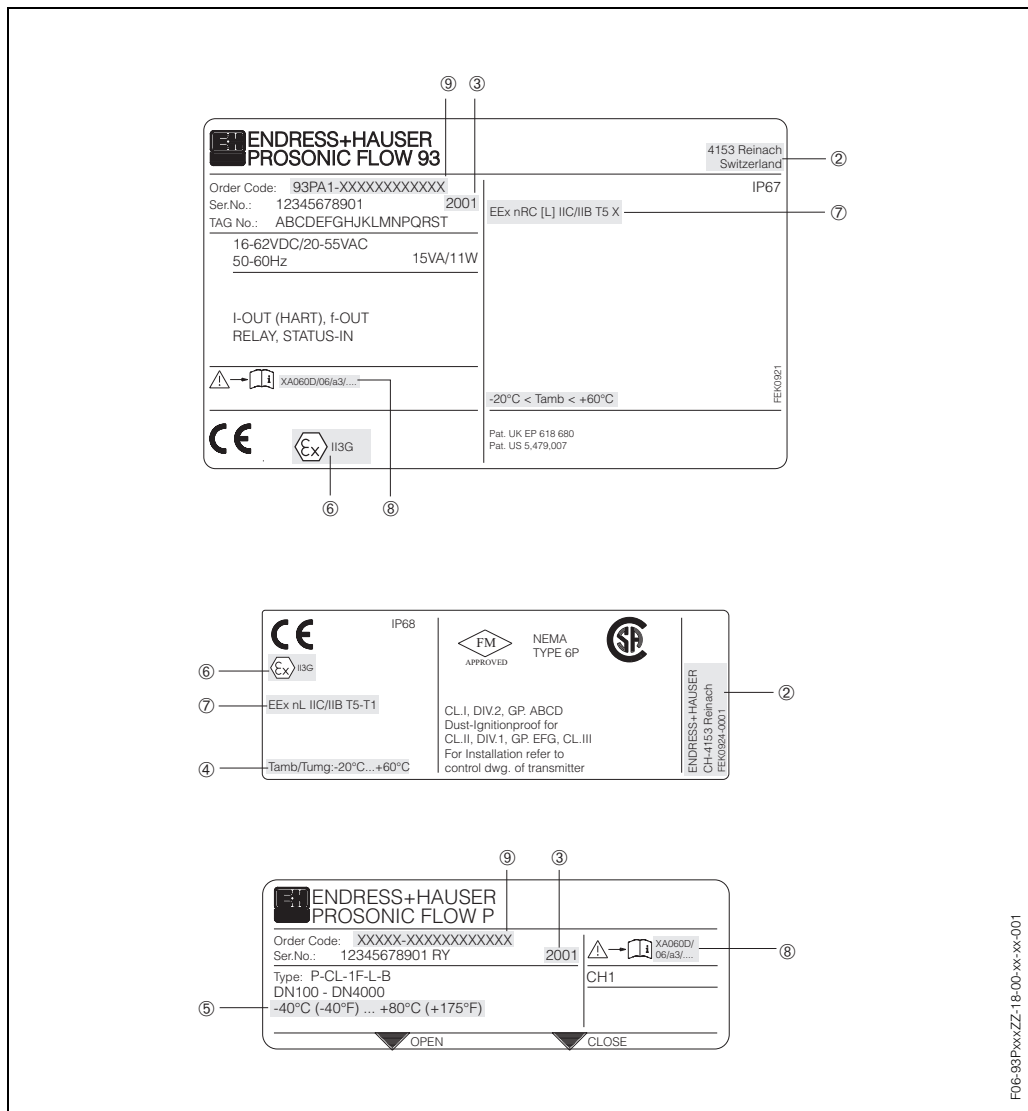 ⑨ ③
ENDRESS+HAUSER
PROSONIC FLOW 93
4153 Reinach
Switzerland
②
Order Code: 93PA1-XXXXXXXXXXXX
Ser.No.: 12345678901 2001
TAG No.: ABCDEFGHJKLMNPQRST
16-62VDC/20-55VAC
50-60Hz 15VA/11W
I-OUT (HART), f-OUT
RELAY, STATUS-IN
i XA060D/06/a3/....
CE Ex II3G
IP67
EEx nRC [L] IIC/IIB T5 X
⑦
-20°C < Tamb < +60°C
FEK0921
Pat. UK EP 618 680
Pat. US 5,479,007
⑥ ⑧
CE IP68
⑥ Ex II3G
⑦ EEx nL IIC/IIB T5-T1
④ Tamb/Tumg:-20°C...+60°C
FM
APPROVED
NEMA
TYPE 6P
CSA
CL.I, DIV.2, GP. ABCD
Dust-Ignitionproof for
CL.II, DIV.1, GP. EFG, CL.III
For Installation refer to
control dwg. of transmitter
ENDRESS+HAUSER
CH-4153 Reinach
FEK0924-0001
②
⑨ ③
EH ENDRESS+HAUSER
PROSONIC FLOW P
Order Code: XXXXX-XXXXXXXXXXXX
Ser.No.: 12345678901 RY 2001
Type: P-CL-1F-L-B
DN100 - DN4000
⑤ -40°C (-40°F) ... +80°C (+175°F)
i XA060D/
06/a3/....
⑧
CH1
OPEN CLOSE
F06-93PxxxZZ-18-00-xx-xx-001